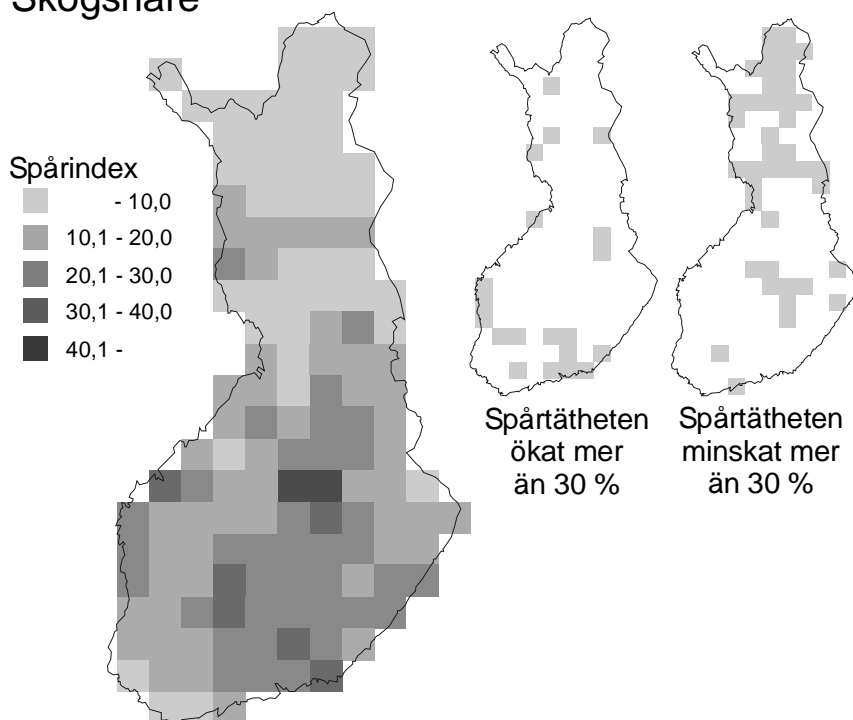 Skogshare
Spårindex
- 10,0
10,1 - 20,0
20,1 - 30,0
30,1 - 40,0
40,1 -
Spårtätheten
ökat mer
än 30 %
Spårtätheten
minskat mer
än 30 %